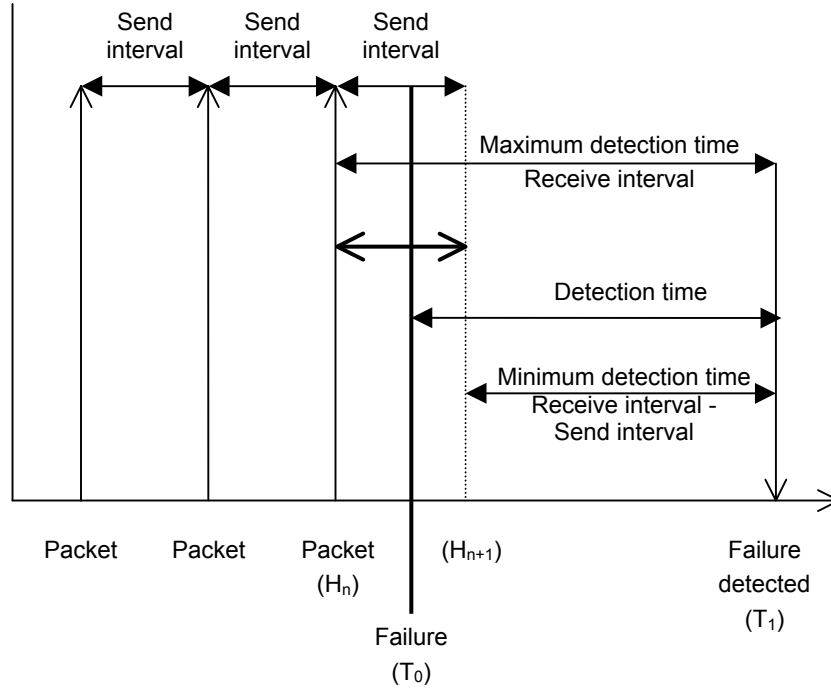 Send
interval
Send
interval
Send
interval
Maximum detection time
Receive interval
Detection time
Minimum detection time
Receive interval -
Send interval
Packet
Packet
Packet
(Hn)
(Hn+1)
Failure
detected
(T1)
Failure
(T0)